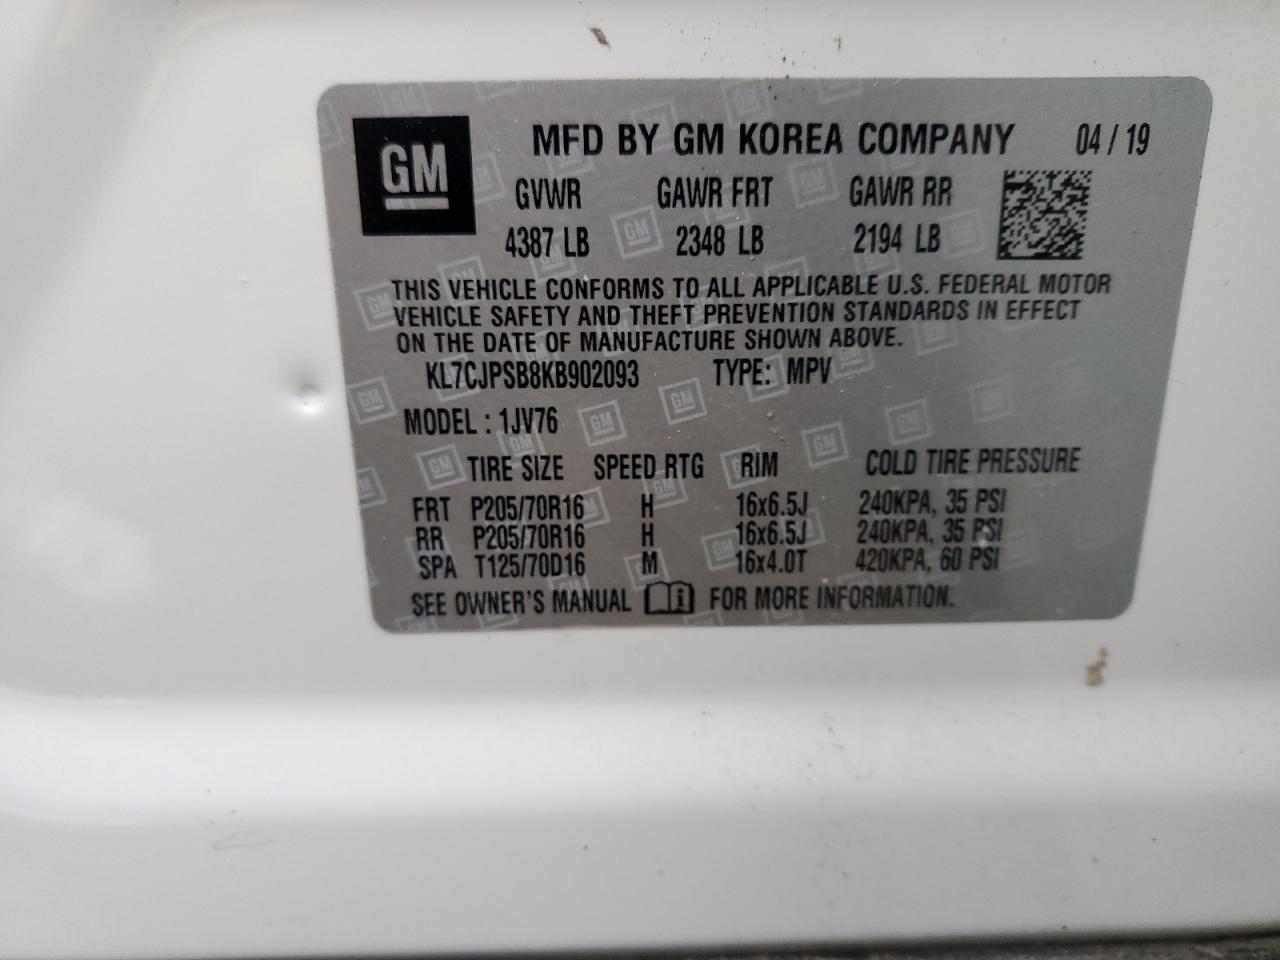 GM
MFD BY GM KOREA COMPANY 04 / 19
GVWR GAWR FRT GAWR RR
4387 LB 2348 LB 2194 LB
THIS VEHICLE CONFORMS TO ALL APPLICABLE U.S. FEDERAL MOTOR
VEHICLE SAFETY AND THEFT PREVENTION STANDARDS IN EFFECT
ON THE DATE OF MANUFACTURE SHOWN ABOVE.
KL7CJPSB8KB902093 TYPE: MPV
MODEL : 1JV76
TIRE SIZE SPEED RTG RIM COLD TIRE PRESSURE
FRT P205/70R16 H 16x6.5J 240KPA, 35 PSI
RR P205/70R16 H 16x6.5J 240KPA, 35 PSI
SPA T125/70D16 M 16x4.0T 420KPA, 60 PSI
SEE OWNER'S MANUAL i FOR MORE INFORMATION.